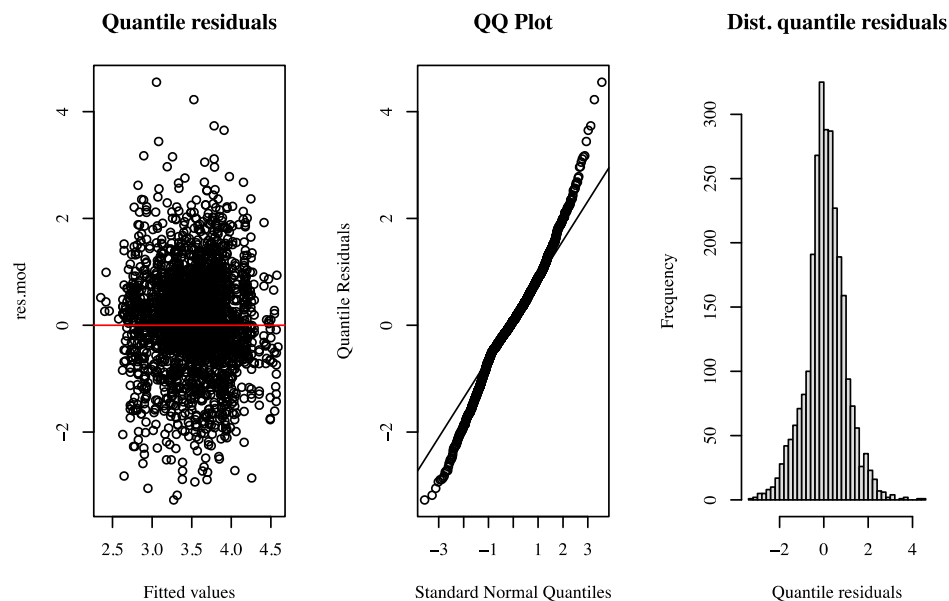 Quantile residuals
res.mod
4
2
0
−2
2.5 3.0 3.5 4.0 4.5
Fitted values
QQ Plot
Quantile Residuals
4
2
0
−2
−3 −1 1 2 3
Standard Normal Quantiles
Dist. quantile residuals
Frequency
300
250
200
150
100
50
0
−2 0 2 4
Quantile residuals